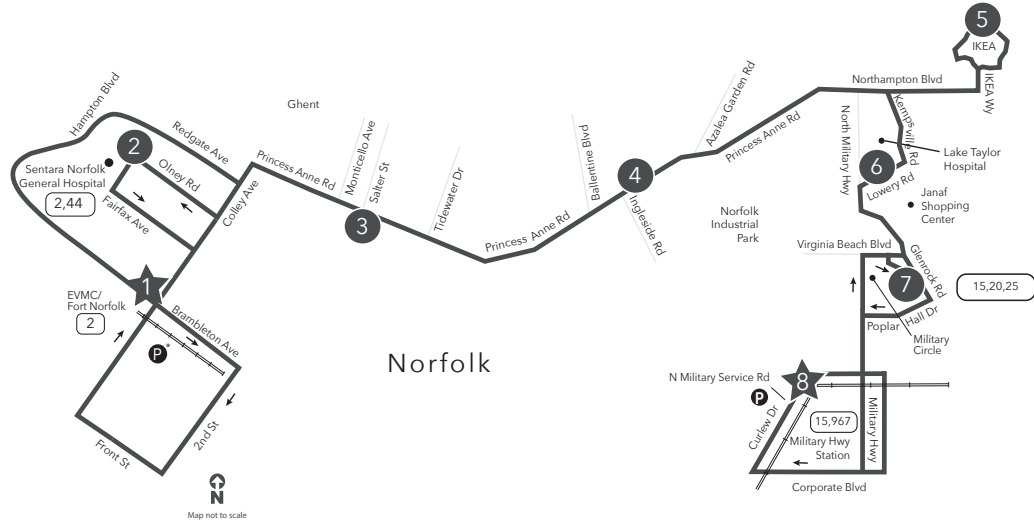 5
IKEA
Northampton Blvd
IKEA Wy
Hampton Blvd
Ghent
Redgate Ave
2
Olney Rd
Sentara Norfolk
General Hospital
2,44
Fairfax Ave
Colley Ave
Princess Anne Rd
Monticello Ave
Salter St
3
Tidewater Dr
Princess Anne Rd
Ballentine Blvd
4
Ingleside Rd
Azalea Garden Rd
Princess Anne Rd
North Military Hwy
Kempsville Rd
6
Lowery Rd
Lake Taylor
Hospital
Janaf
Shopping
Center
Norfolk
Industrial
Park
Virginia Beach Blvd
Glenrock Rd
7
15,20,25
Hall Dr
Poplar
Military
Circle
1
EVMC/
Fort Norfolk
2
Brambleton Ave
P*
2nd St
Front St
Norfolk
N Military Service Rd
8
P
Curlew Dr
15,967
Military Hwy
Station
Military Hwy
Corporate Blvd
N
Map not to scale